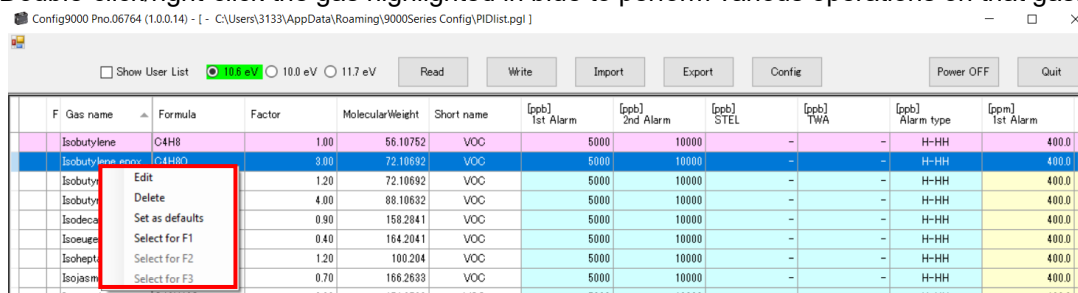 Double-click/right-click the gas highlighted in blue to perform various operations on that gas.
Config9000 Pno.06764 (1.0.0.14) - [ - C:\Users\3133\AppData\Roaming\9000Series Config\PIDlist.pgl ]
Show User List 10.6 eV 10.0 eV 11.7 eV Read Write Import Export Config Power OFF Quit
F Gas name Formula Factor MolecularWeight Short name [ppb] 1st Alarm [ppb] 2nd Alarm [ppb] STEL [ppb] TWA [ppb] Alarm type [ppm] 1st Alarm
Isobutylene C4H8 1.00 56.10752 VOC 5000 10000 - - H-HH 400.0
Isobutylene epox C4H8O 3.00 72.10692 VOC 5000 10000 - - H-HH 400.0
Isobutyr Edit 1.20 72.10692 VOC 5000 10000 - - H-HH 400.0
Isobutyr Delete 4.00 88.10632 VOC 5000 10000 - - H-HH 400.0
Isodeca Set as defaults 0.90 158.2841 VOC 5000 10000 - - H-HH 400.0
Isoeuge Select for F1 0.40 164.2041 VOC 5000 10000 - - H-HH 400.0
Isohept Select for F2 1.20 100.204 VOC 5000 10000 - - H-HH 400.0
Isojasm Select for F3 0.70 166.2633 VOC 5000 10000 - - H-HH 400.0